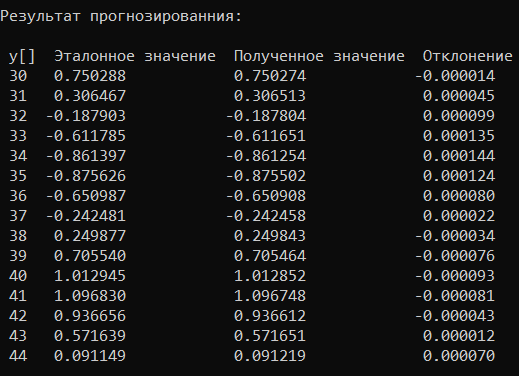 Результат прогнозированния:
y[] Эталонное значение Полученное значение Отклонение
30 0.750288 0.750274 -0.000014
31 0.306467 0.306513 0.000045
32 -0.187903 -0.187804 0.000099
33 -0.611785 -0.611651 0.000135
34 -0.861397 -0.861254 0.000144
35 -0.875626 -0.875502 0.000124
36 -0.650987 -0.650908 0.000080
37 -0.242481 -0.242458 0.000022
38 0.249877 0.249843 -0.000034
39 0.705540 0.705464 -0.000076
40 1.012945 1.012852 -0.000093
41 1.096830 1.096748 -0.000081
42 0.936656 0.936612 -0.000043
43 0.571639 0.571651 0.000012
44 0.091149 0.091219 0.000070